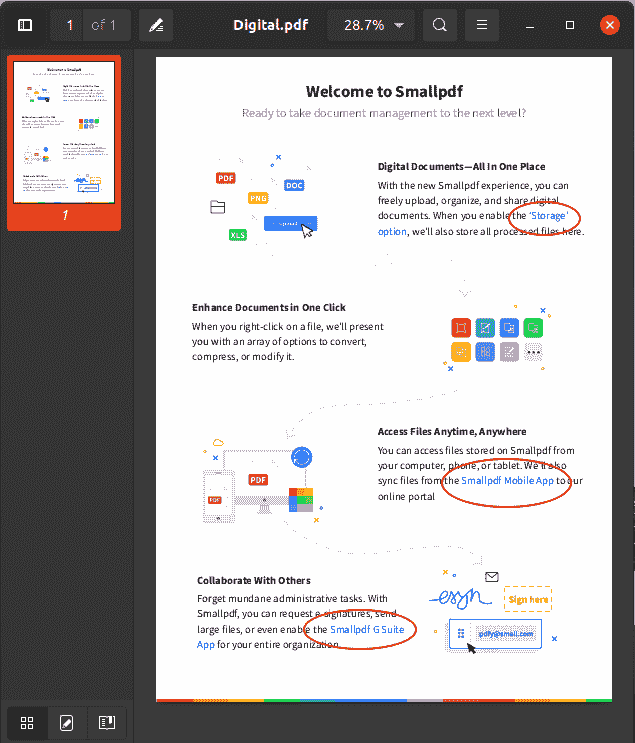 1 of 1
Digital.pdf
28.7%
1
Welcome to Smallpdf
Ready to take document management to the next level?
Digital Documents—All In One Place
With the new Smallpdf experience, you can
freely upload, organize, and share digital
documents. When you enable the 'Storage'
option, we'll also store all processed files here.
PDF
DOC
PNG
XLS
Enhance Documents in One Click
When you right-click on a file, we'll present
you with an array of options to convert,
compress, or modify it.
Access Files Anytime, Anywhere
You can access files stored on Smallpdf from
your computer, phone, or tablet. We'll also
sync files from the Smallpdf Mobile App to our
online portal
PDF
PDF
Collaborate With Others
Forget mundane administrative tasks. With
Smallpdf, you can request e-signatures, send
large files, or even enable the Smallpdf G Suite
App for your entire organization.
esign
Sign here